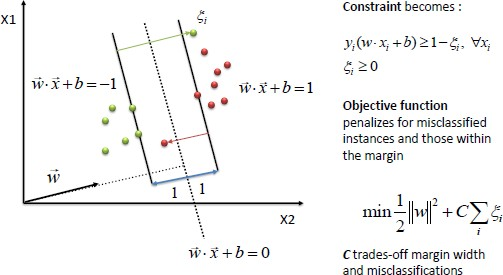 X1
ξᵢ
w⃗·x⃗+b=−1
w⃗·x⃗+b=1
w⃗
1 1
X2
w⃗·x⃗+b=0
Constraint becomes :
yᵢ(w·xᵢ+b)≥1−ξᵢ, ∀xᵢ
ξᵢ≥0
Objective function
penalizes for misclassified
instances and those within
the margin
min 1/2 ‖w‖² + C∑ᵢ ξᵢ
C trades-off margin width
and misclassifications